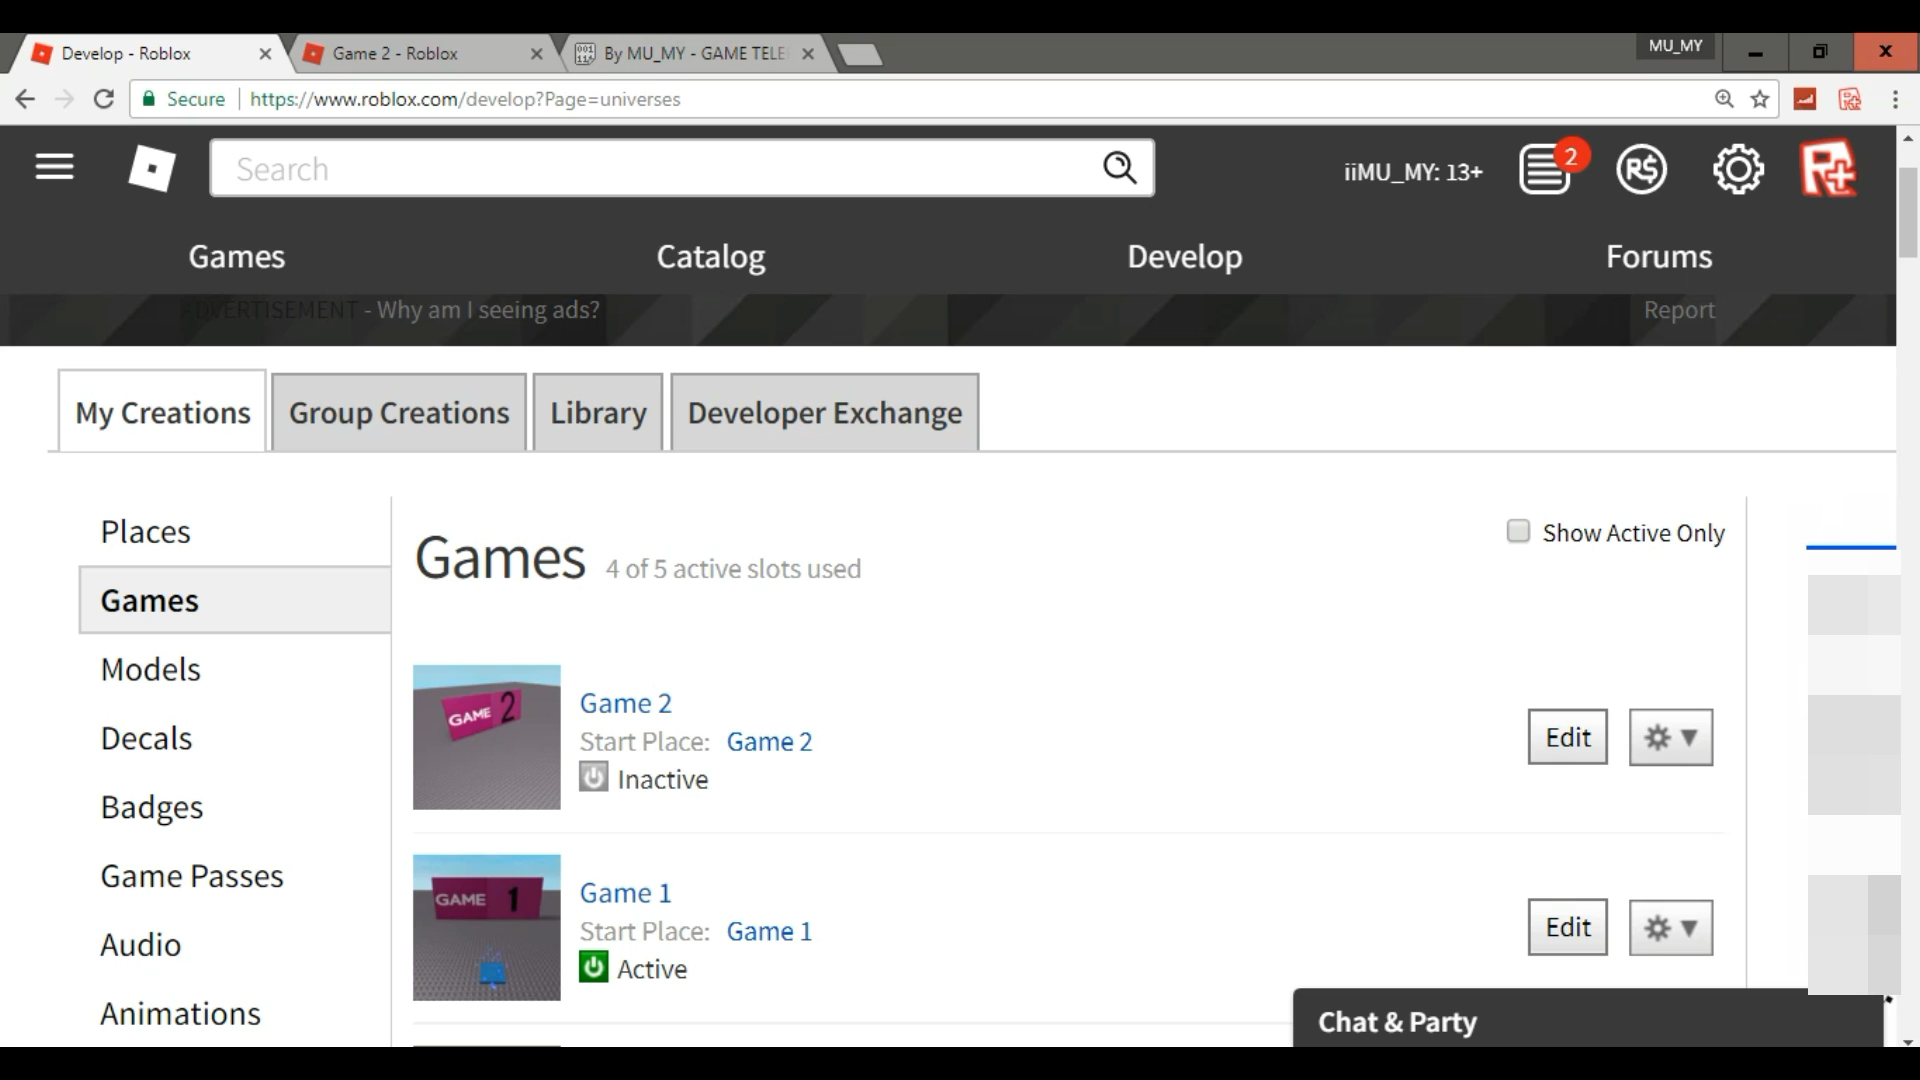 Develop - Roblox
Game 2 - Roblox
By MU_MY - GAME TELE
MU_MY
Secure
https://www.roblox.com/develop?Page=universes
Search
iiMU_MY: 13+
2
R$
R+
Games
Catalog
Develop
Forums
ADVERTISEMENT - Why am I seeing ads?
Report
My Creations
Group Creations
Library
Developer Exchange
Places
Games
Models
Decals
Badges
Game Passes
Audio
Animations
Games 4 of 5 active slots used
Show Active Only
GAME 2
Game 2
Start Place: Game 2
Inactive
Edit
GAME 1
Game 1
Start Place: Game 1
Active
Edit
Chat & Party